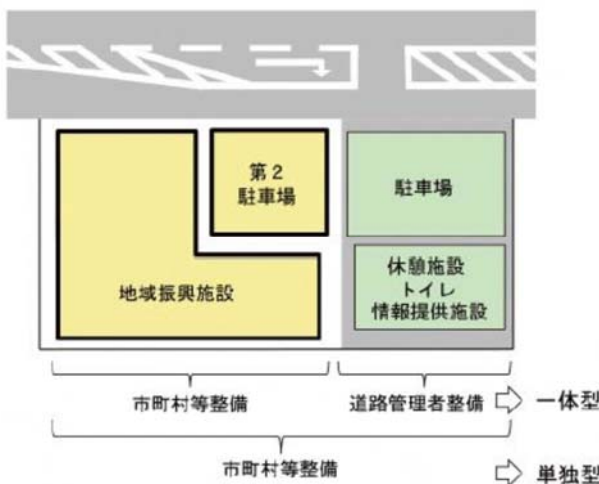 第２
駐車場
駐車場
地域振興施設
休憩施設
トイレ
情報提供施設
市町村等整備
道路管理者整備
一体型
市町村等整備
単独型